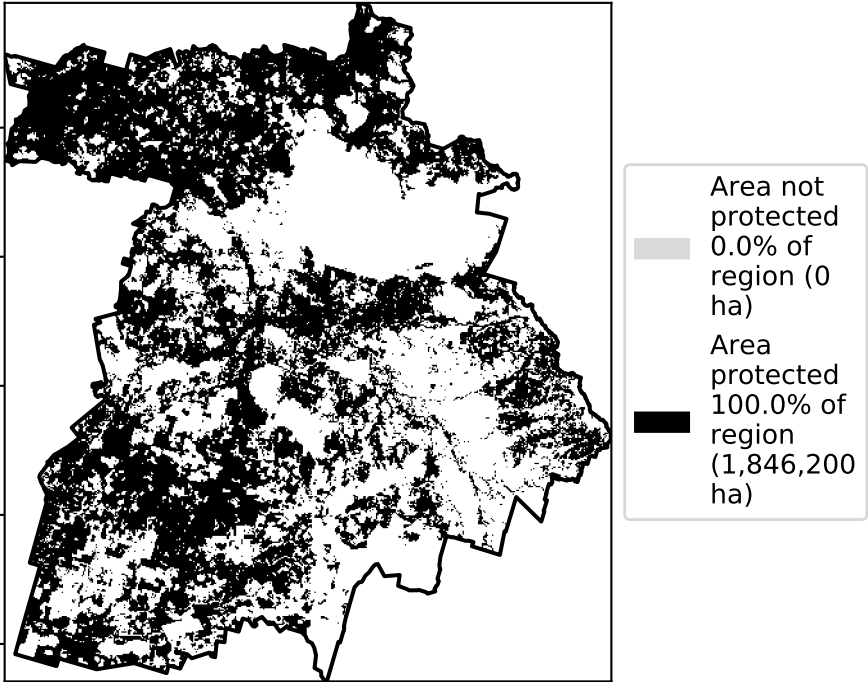 Area not
protected
0.0% of
region (0
ha)
Area
protected
100.0% of
region
(1,846,200
ha)